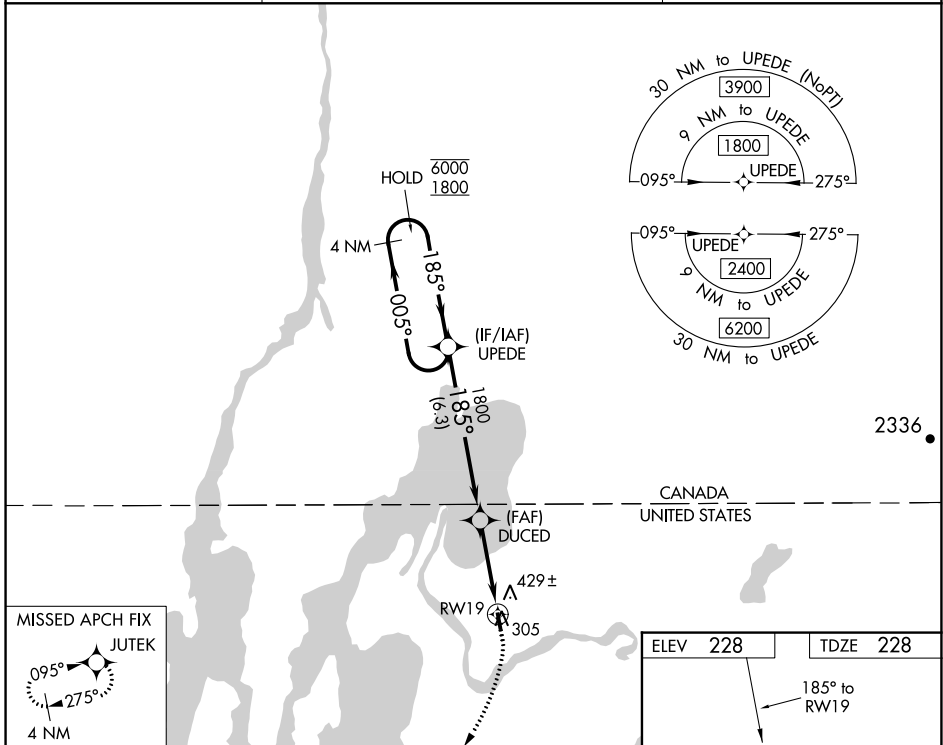 30 NM to UPEDE (NoPT)
3900
9 NM to UPEDE
1800
UPEDE
095°
275°
095°
275°
UPEDE
2400
9 NM to UPEDE
6200
30 NM to UPEDE
HOLD
6000
1800
4 NM
185°
005°
(IF/IAF)
UPEDE
1800
185°
(6.3)
2336
CANADA
UNITED STATES
(FAF)
DUCED
429±
RW19
305
MISSED APCH FIX
JUTEK
095°
275°
4 NM
ELEV 228
TDZE 228
185° to
RW19